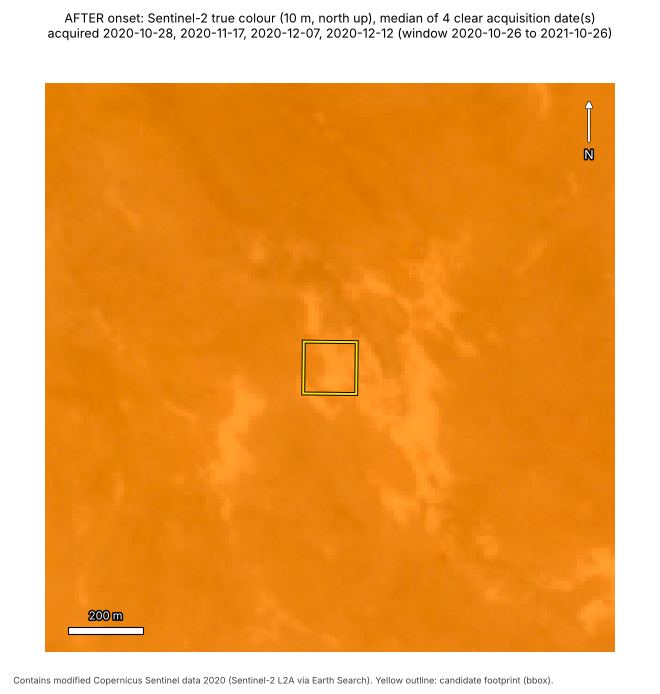 AFTER onset: Sentinel-2 true colour (10 m, north up), median of 4 clear acquisition date(s)
acquired 2020-10-28, 2020-11-17, 2020-12-07, 2020-12-12 (window 2020-10-26 to 2021-10-26)
N
200 m
Contains modified Copernicus Sentinel data 2020 (Sentinel-2 L2A via Earth Search). Yellow outline: candidate footprint (bbox).